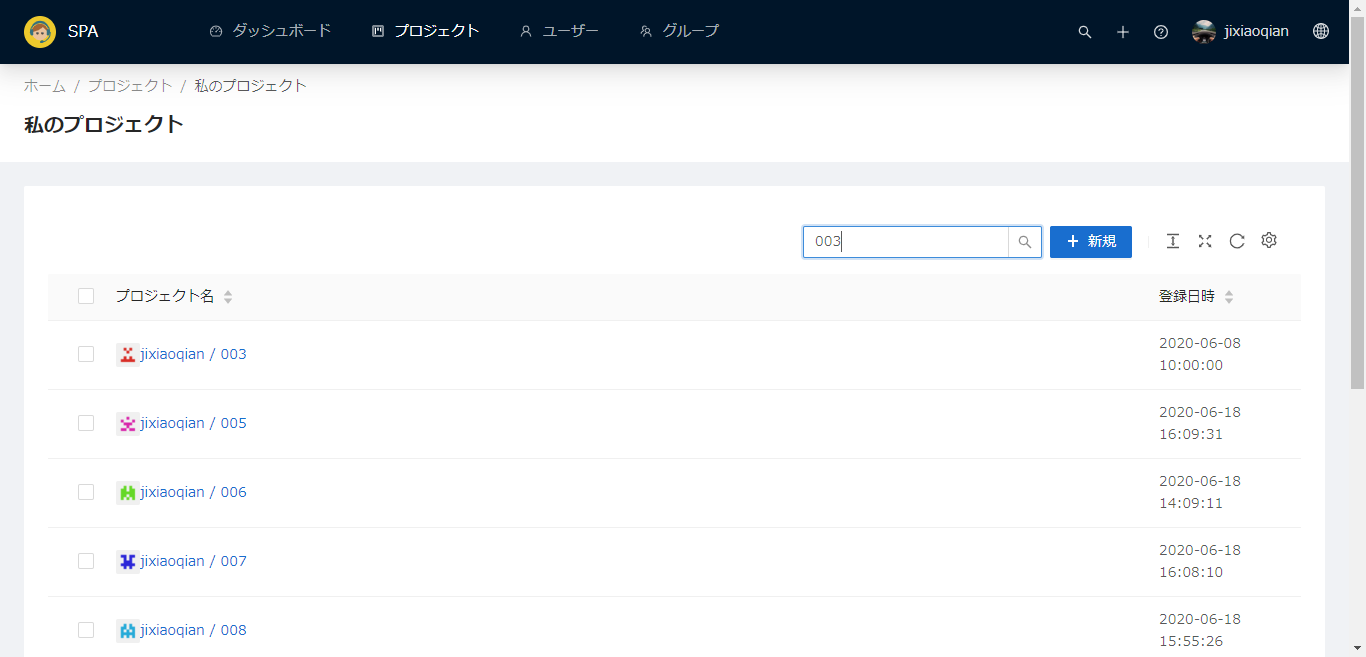 SPA ダッシュボード プロジェクト ユーザー グループ jixiaoqian
ホーム / プロジェクト / 私のプロジェクト
私のプロジェクト
003 新規
プロジェクト名 登録日時
jixiaoqian / 003 2020-06-08
10:00:00
jixiaoqian / 005 2020-06-18
16:09:31
jixiaoqian / 006 2020-06-18
14:09:11
jixiaoqian / 007 2020-06-18
16:08:10
jixiaoqian / 008 2020-06-18
15:55:26